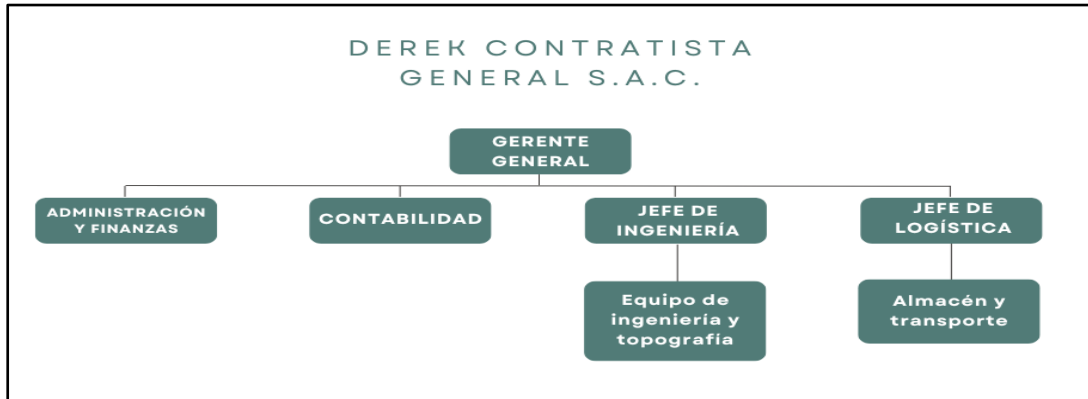 DEREK CONTRATISTA
GENERAL S.A.C.
GERENTE
GENERAL
ADMINISTRACIÓN
Y FINANZAS
CONTABILIDAD
JEFE DE
INGENIERÍA
JEFE DE
LOGÍSTICA
Equipo de
ingeniería y
topografía
Almacén y
transporte